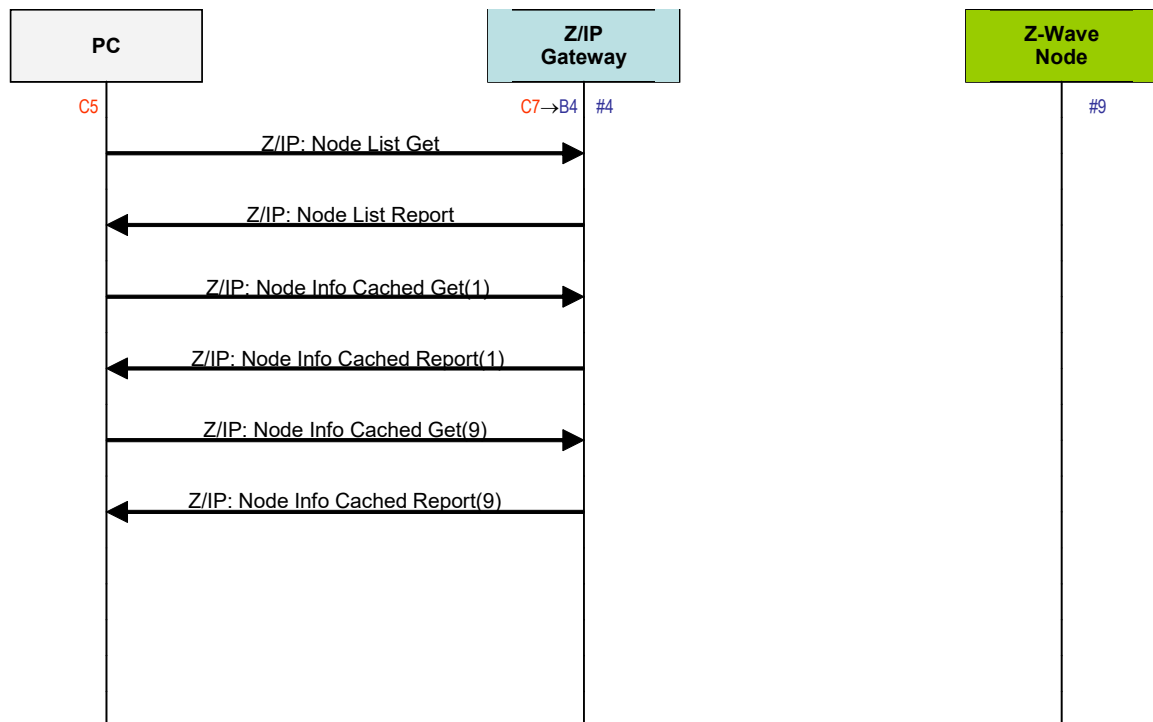 PC
Z/IP
Gateway
Z-Wave
Node
C5
C7→B4 #4
#9
Z/IP: Node List Get
Z/IP: Node List Report
Z/IP: Node Info Cached Get(1)
Z/IP: Node Info Cached Report(1)
Z/IP: Node Info Cached Get(9)
Z/IP: Node Info Cached Report(9)